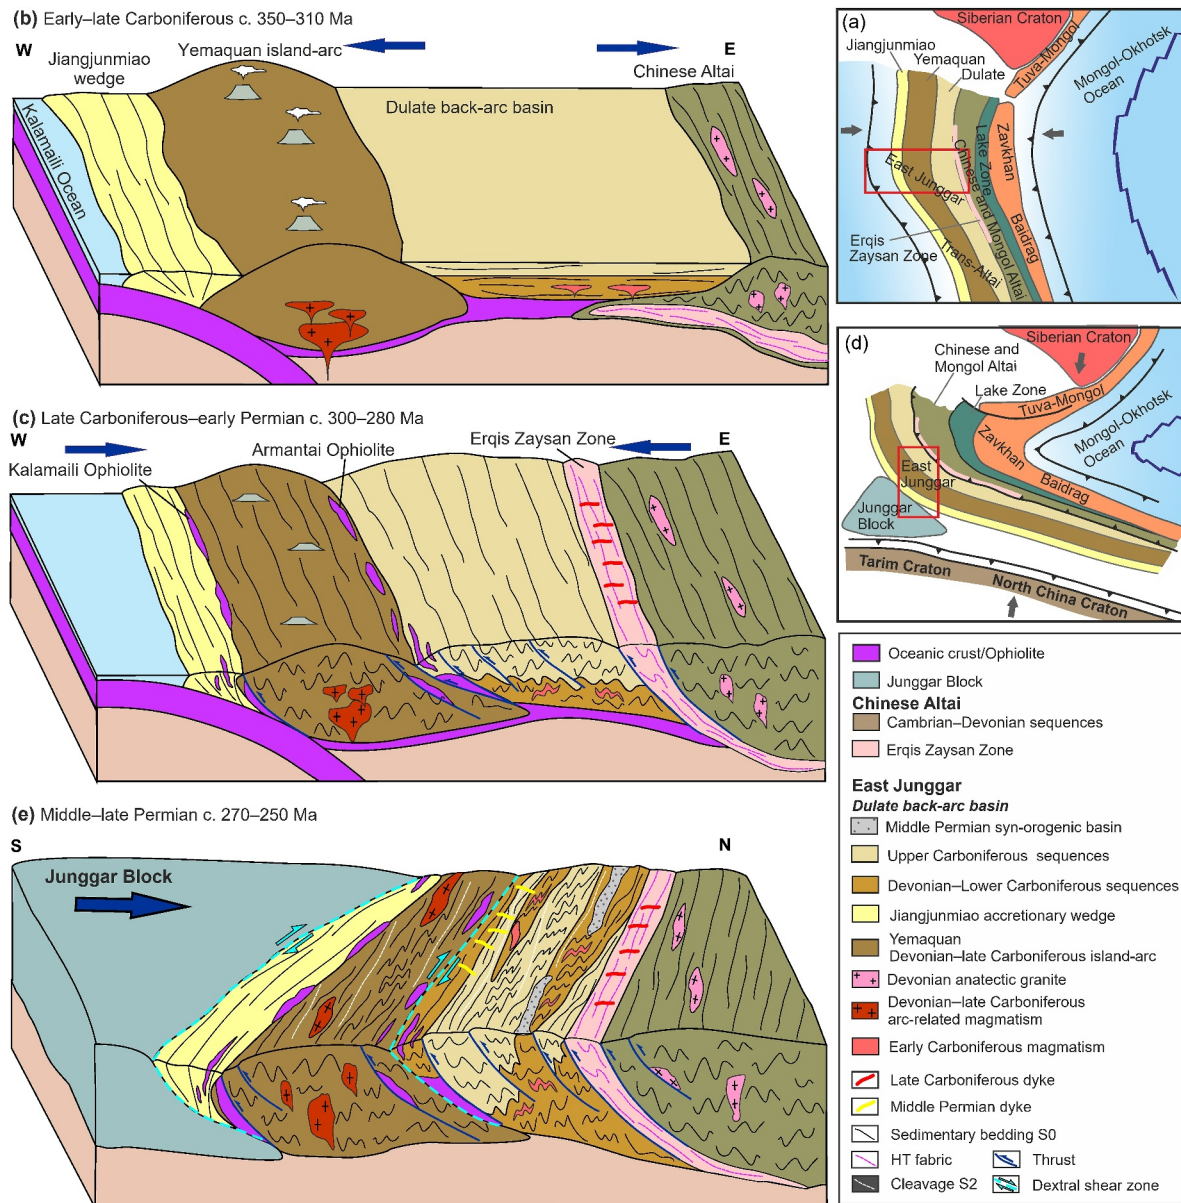 (b) Early–late Carboniferous c. 350–310 Ma
W
Jiangjunmiao
wedge
Yemaquan island-arc
E
Chinese Altai
Kalamaili Ocean
Dulate back-arc basin
(a)
Siberian Craton
Jiangjunmiao
Yemaquan
Dulate
Tuva-Mongol
Mongol-Okhotsk
Ocean
Lake Zone
Zavkhan
East Junggar
Chinese and Mongol Altai
Baidrag
Erqis
Zaysan Zone
Trans-Altai
(c) Late Carboniferous–early Permian c. 300–280 Ma
W
Kalamaili Ophiolite
Armantai Ophiolite
Erqis Zaysan Zone
E
(d)
Siberian Craton
Chinese and
Mongol Altai
Lake Zone
Tuva-Mongol
Mongol-Okhotsk
Ocean
Zavkhan
Baidrag
East
Junggar
Junggar
Block
Tarim Craton
North China Craton
(e) Middle–late Permian c. 270–250 Ma
S
N
Junggar Block
Oceanic crust/Ophiolite
Junggar Block
Chinese Altai
Cambrian–Devonian sequences
Erqis Zaysan Zone
East Junggar
Dulate back-arc basin
Middle Permian syn-orogenic basin
Upper Carboniferous sequences
Devonian–Lower Carboniferous sequences
Jiangjunmiao accretionary wedge
Yemaquan
Devonian–late Carboniferous island-arc
Devonian anatectic granite
Devonian–late Carboniferous
arc-related magmatism
Early Carboniferous magmatism
Late Carboniferous dyke
Middle Permian dyke
Sedimentary bedding S0
HT fabric
Thrust
Cleavage S2
Dextral shear zone